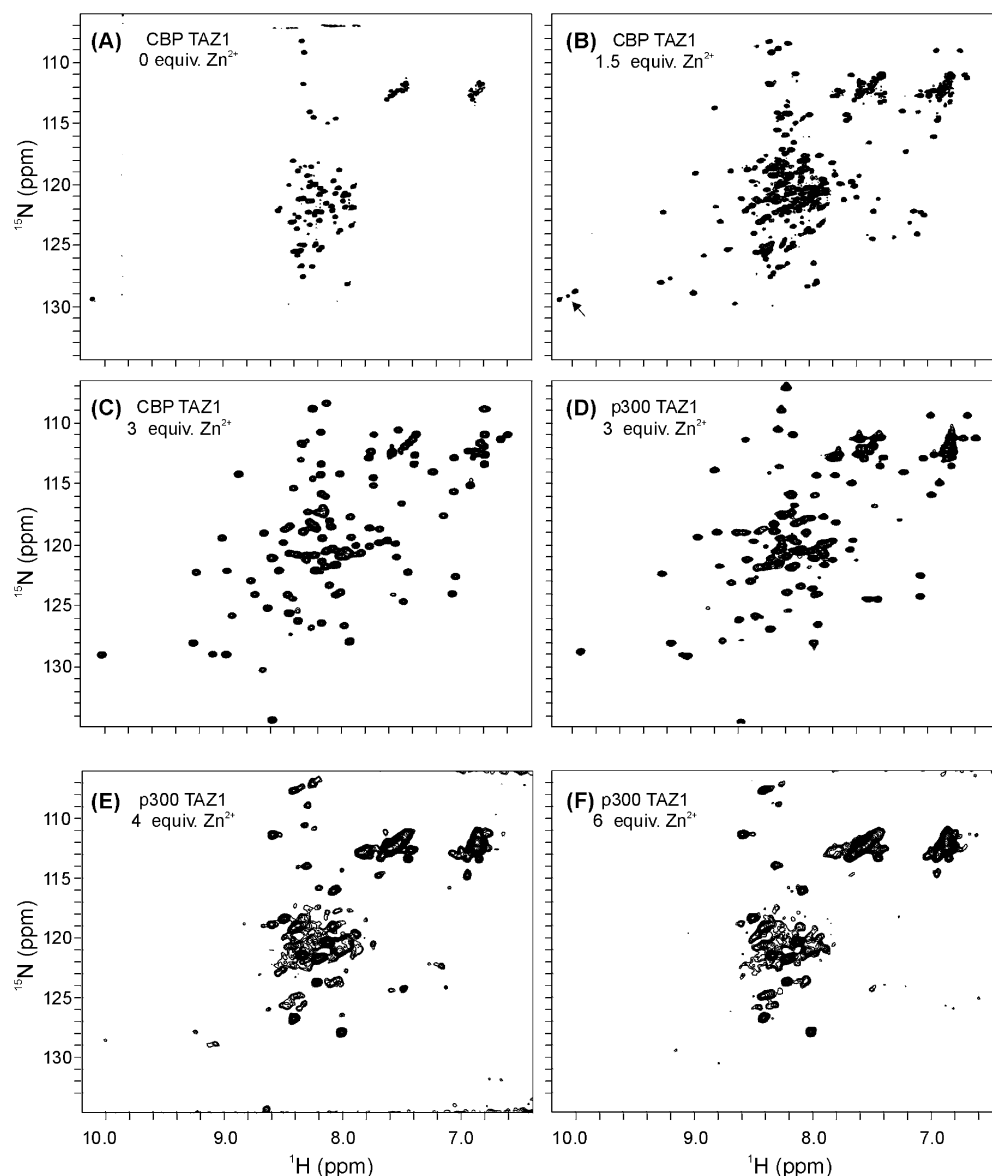 (A) CBP TAZ1
0 equiv. Zn²⁺
(B) CBP TAZ1
1.5 equiv. Zn²⁺
110
115
120
125
130
¹⁵N (ppm)
(C) CBP TAZ1
3 equiv. Zn²⁺
(D) p300 TAZ1
3 equiv. Zn²⁺
110
115
120
125
130
¹⁵N (ppm)
(E) p300 TAZ1
4 equiv. Zn²⁺
(F) p300 TAZ1
6 equiv. Zn²⁺
110
115
120
125
130
¹⁵N (ppm)
10.0 9.0 8.0 7.0
10.0 9.0 8.0 7.0
¹H (ppm)
¹H (ppm)